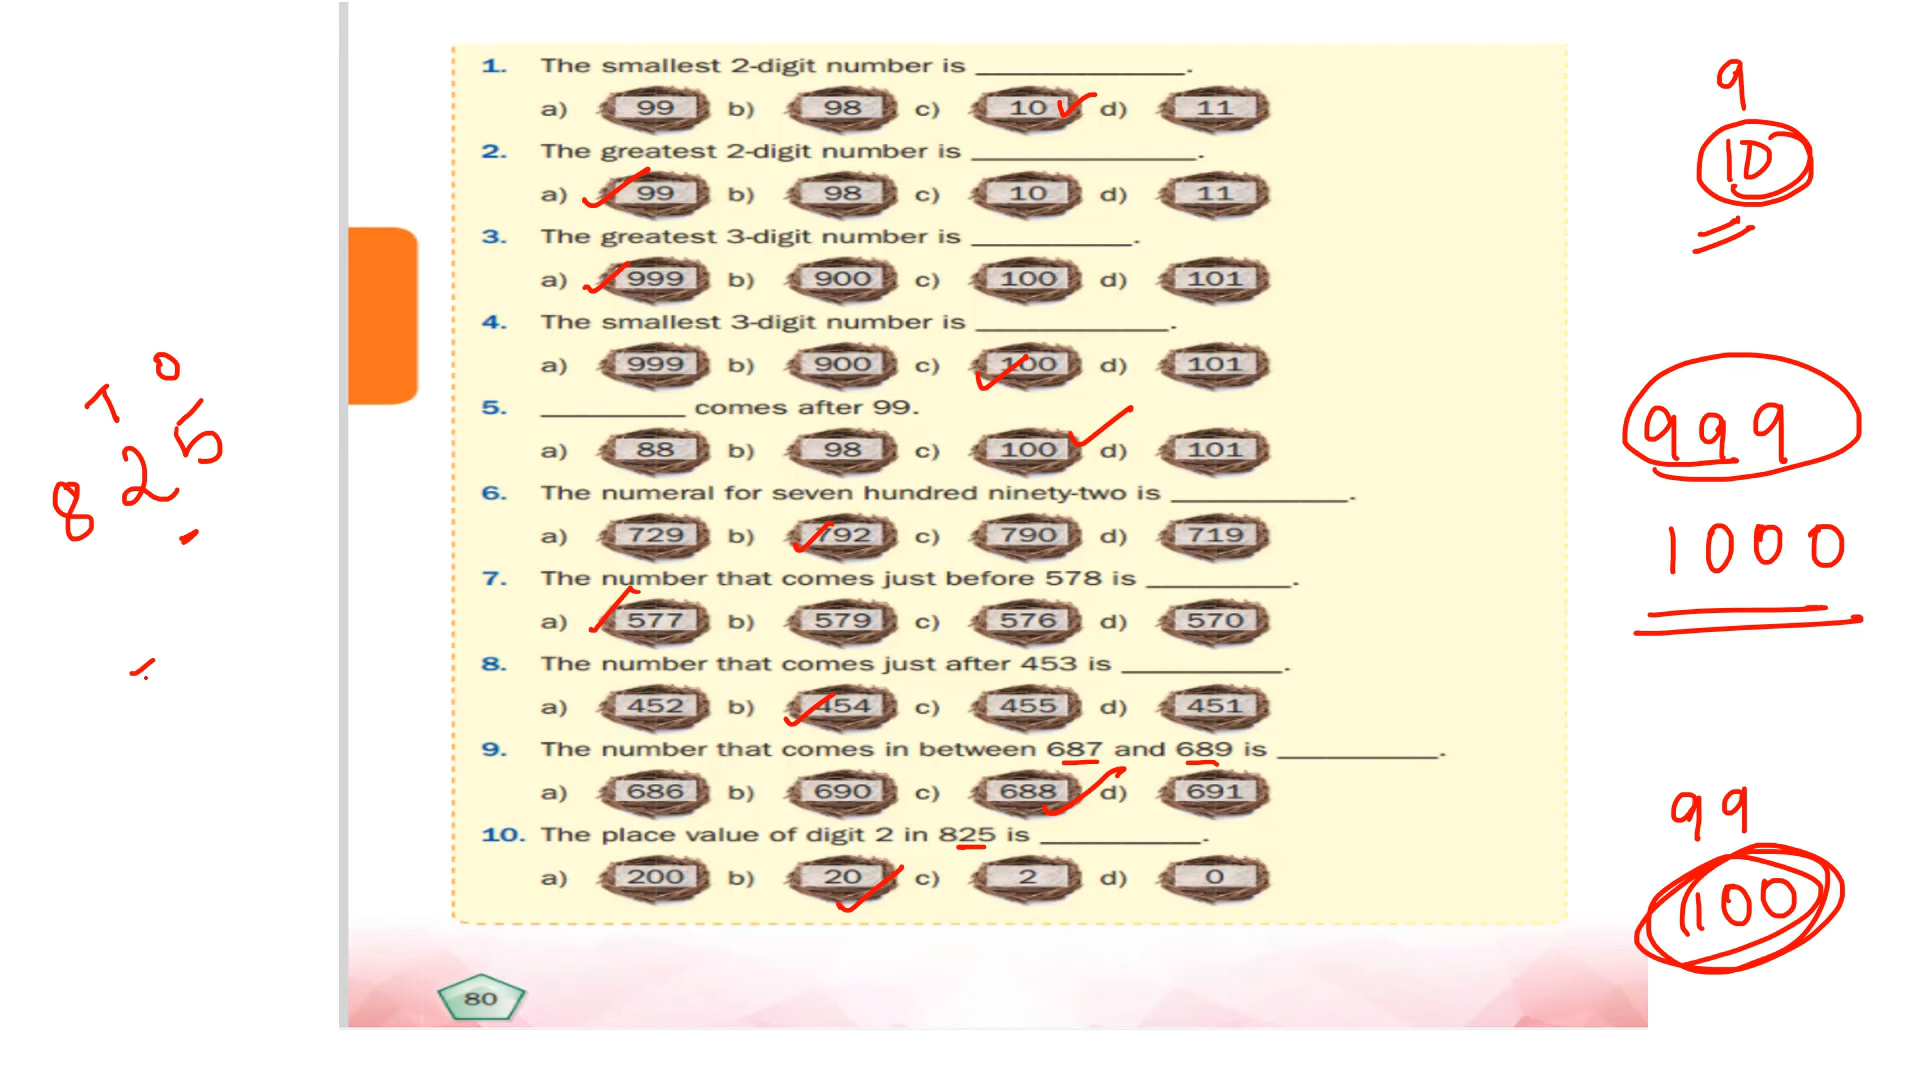 1. The smallest 2-digit number is ____________.
a) 99 b) 98 c) 10 d) 11
2. The greatest 2-digit number is ____________.
a) 99 b) 98 c) 10 d) 11
3. The greatest 3-digit number is ____________.
a) 999 b) 900 c) 100 d) 101
4. The smallest 3-digit number is ____________.
a) 999 b) 900 c) 100 d) 101
5. ____________ comes after 99.
a) 88 b) 98 c) 100 d) 101
6. The numeral for seven hundred ninety-two is ____________.
a) 729 b) 792 c) 790 d) 719
7. The number that comes just before 578 is ____________.
a) 577 b) 579 c) 576 d) 570
8. The number that comes just after 453 is ____________.
a) 452 b) 454 c) 455 d) 451
9. The number that comes in between 687 and 689 is ____________.
a) 686 b) 690 c) 688 d) 691
10. The place value of digit 2 in 825 is ____________.
a) 200 b) 20 c) 2 d) 0
80
T O
825
9
10
999
1000
99
100